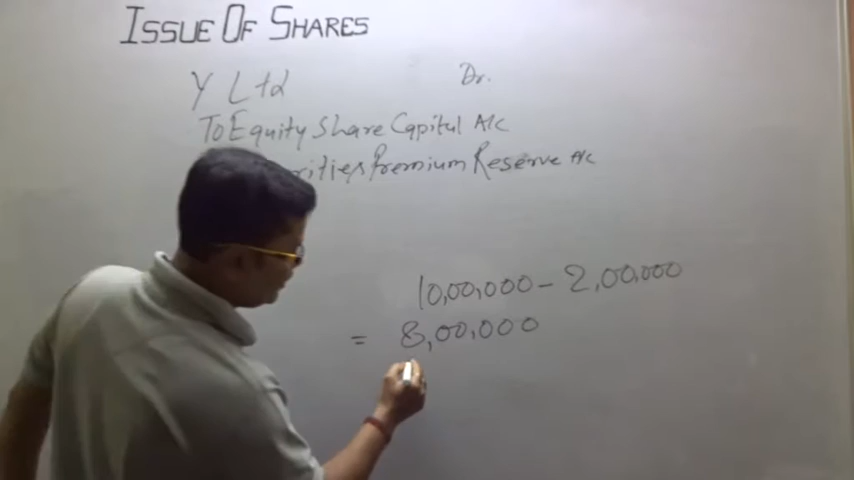 ISSUE OF SHARES
Y Ltd Dr.
To Equity Share Capital A/C
Premium Reserve A/C
10,00,000 - 2,00,000
= 8,00,000